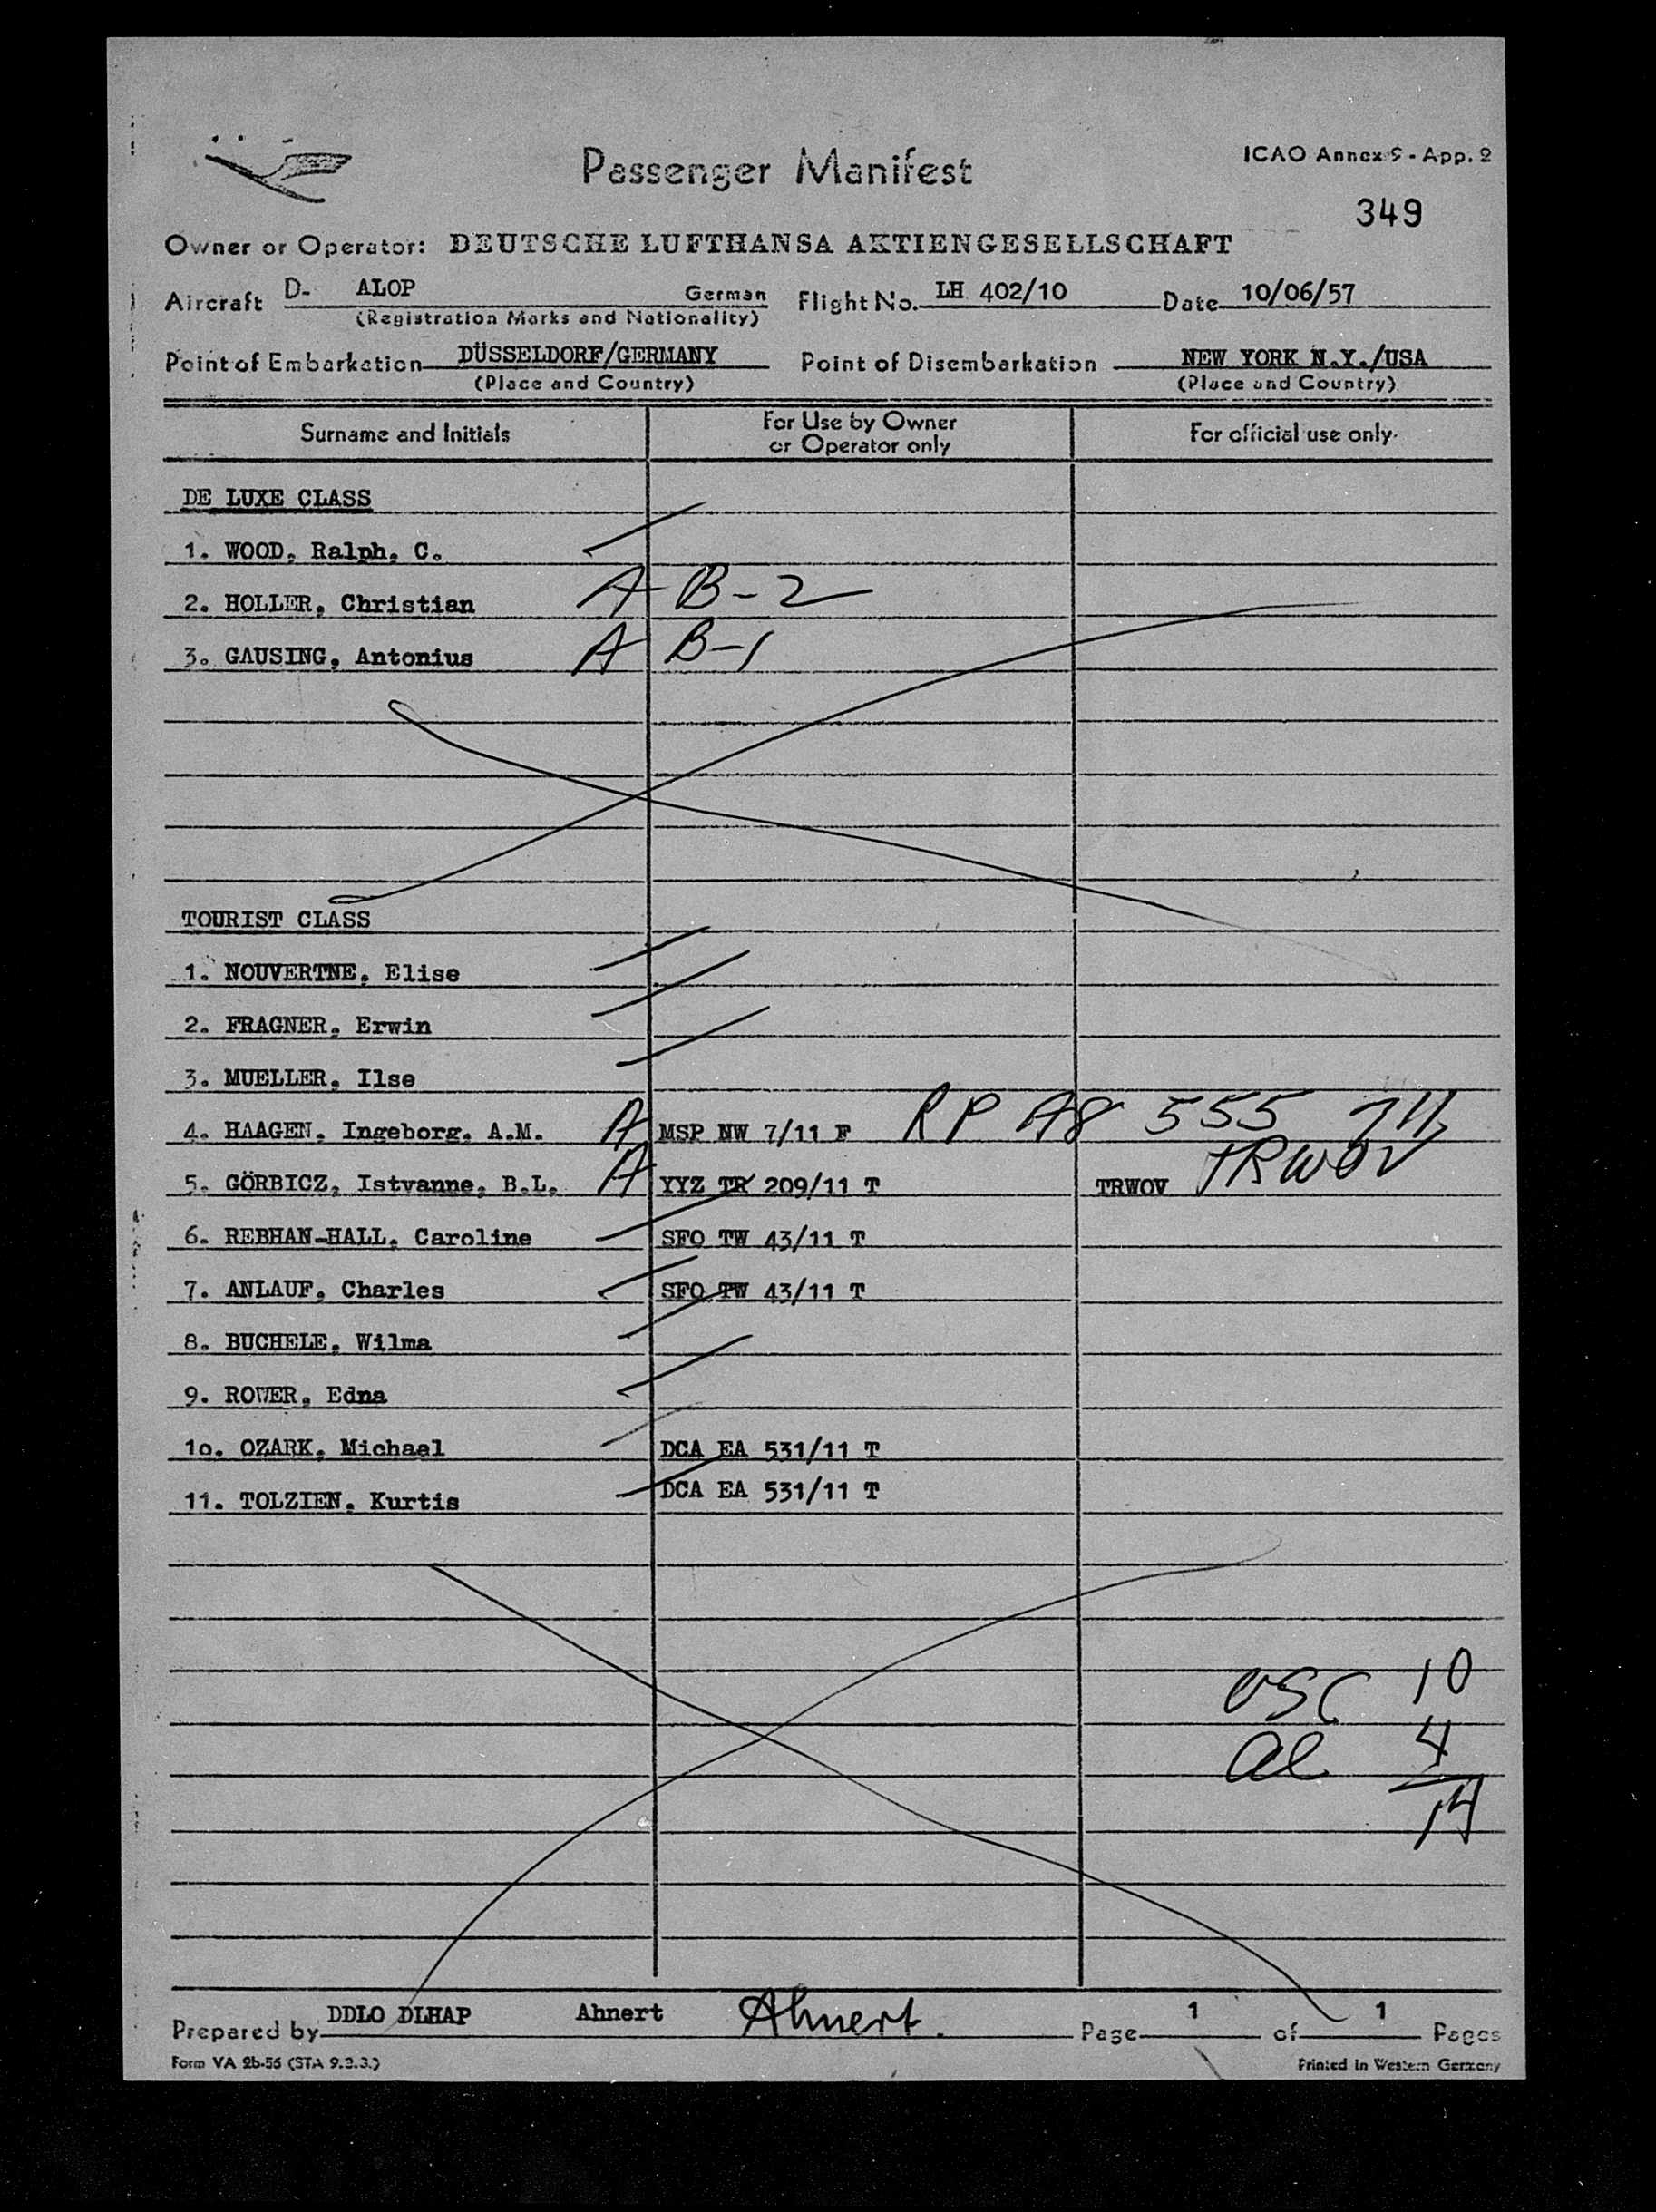 Passenger Manifest
ICAO Annex 9 - App. 2
349
Owner or Operator: DEUTSCHE LUFTHANSA AKTIENGESELLSCHAFT
Aircraft D- ALOP German Flight No. LH 402/10 Date 10/06/57
(Registration Marks and Nationality)
Point of Embarkation DÜSSELDORF/GERMANY Point of Disembarkation NEW YORK N.Y./USA
(Place and Country) (Place and Country)
Surname and Initials For Use by Owner or Operator only For official use only
DE LUXE CLASS
1. WOOD, Ralph, C.
2. HOLLER, Christian A B-2
3. GAUSING, Antonius A B-1
TOURIST CLASS
1. NOUVERTNE, Elise
2. FRAGNER, Erwin
3. MUELLER, Ilse
4. HAAGEN, Ingeborg, A.M. A MSP NW 7/11 F RP A8 555 711
5. GÖRBICZ, Istvanne, B.L. A YYZ TR 209/11 T TRWOV TRWOV
6. REBHAN-HALL, Caroline SFO TW 43/11 T
7. ANLAUF, Charles SFO TW 43/11 T
8. BUCHELE, Wilma
9. ROWER, Edna
10. OZARK, Michael DCA EA 531/11 T
11. TOLZIEN, Kurtis DCA EA 531/11 T
USC 10
al 4
14
Prepared by DDLO DLHAP Ahnert Ahnert. Page 1 of 1 Pages
Form VA 2b-56 (STA 9.3.3.) Printed in Western Germany